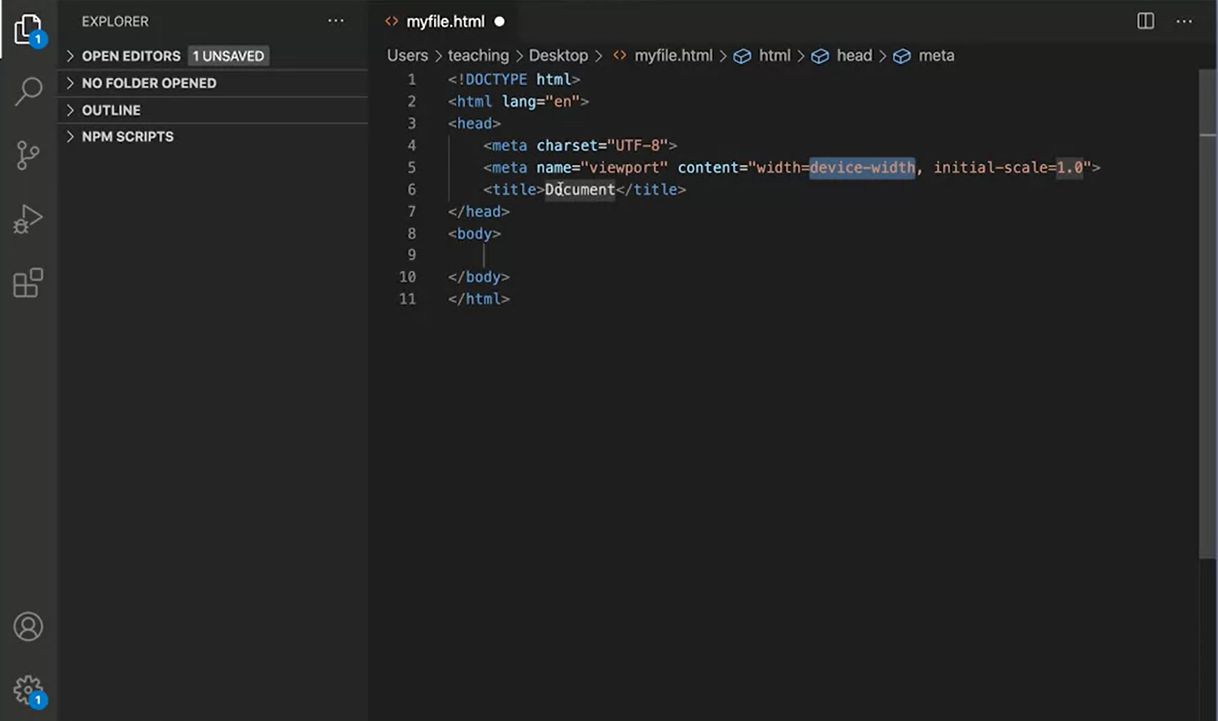 EXPLORER
OPEN EDITORS 1 UNSAVED
NO FOLDER OPENED
OUTLINE
NPM SCRIPTS
1
1
myfile.html
Users > teaching > Desktop > myfile.html > html > head > meta
1 <!DOCTYPE html>
2 <html lang="en">
3 <head>
4 <meta charset="UTF-8">
5 <meta name="viewport" content="width=device-width, initial-scale=1.0">
6 <title>Document</title>
7 </head>
8 <body>
9
10 </body>
11 </html>